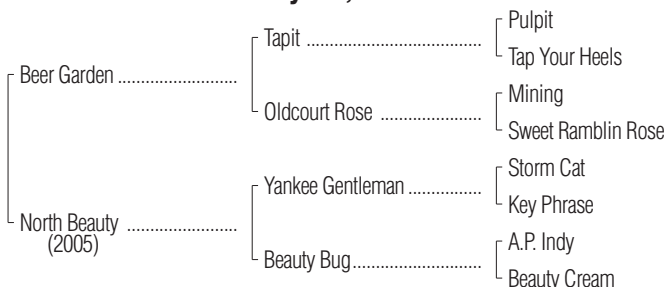 Pulpit
Tapit ........................................
Tap Your Heels
Beer Garden ...........................
Mining
Oldcourt Rose .......................
Sweet Ramblin Rose
Storm Cat
Yankee Gentleman .................
Key Phrase
North Beauty .........................
(2005)
A.P. Indy
Beauty Bug.............................
Beauty Cream